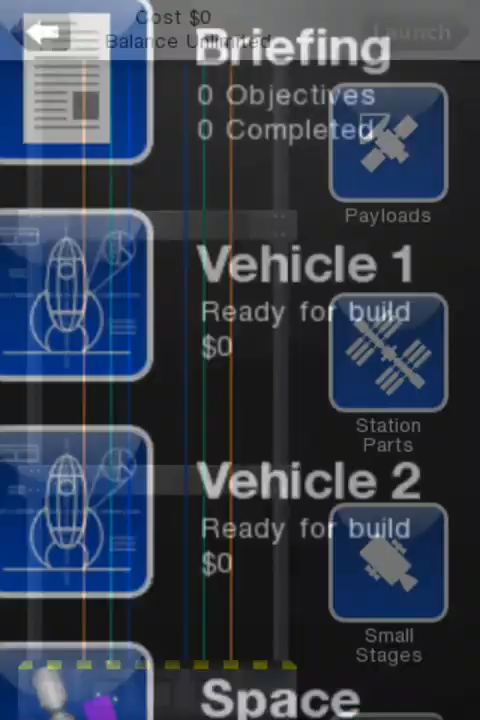 Cost $0
Balance Unlimited
Launch
Briefing
0 Objectives
0 Completed
Payloads
Vehicle 1
Ready for build
$0
Station
Parts
Vehicle 2
Ready for build
$0
Small
Stages
Space